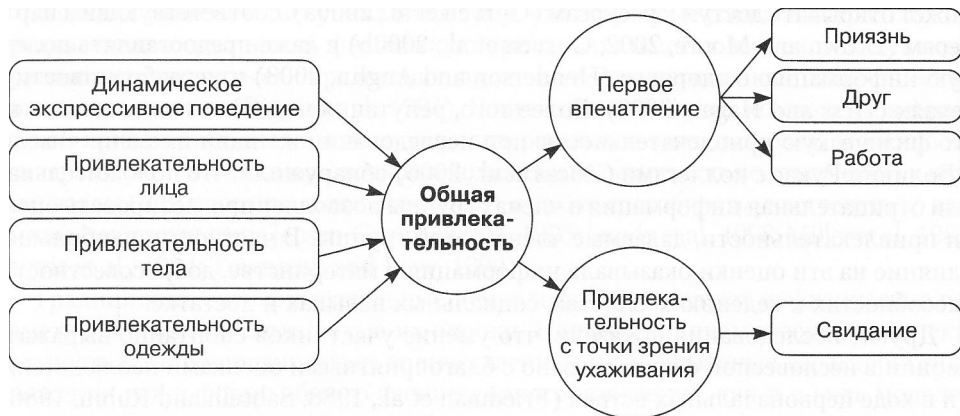 Динамическое
экспрессивное поведение
Привлекательность
лица
Привлекательность
тела
Привлекательность
одежды
Общая
привлека-
тельность
Первое
впечатление
Привлека-
тельность
с точки зрения
ухаживания
Приязнь
Друг
Работа
Свидание